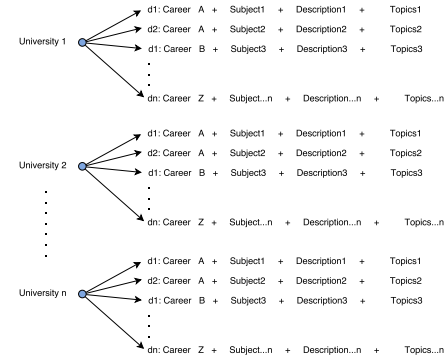 d1: Career A + Subject1 + Description1 + Topics1
d2: Career A + Subject2 + Description2 + Topics2
University 1
d1: Career B + Subject3 + Description3 + Topics3
dn: Career Z + Subject...n + Description...n + Topics...n
d1: Career A + Subject1 + Description1 + Topics1
d2: Career A + Subject2 + Description2 + Topics2
University 2
d1: Career B + Subject3 + Description3 + Topics3
dn: Career Z + Subject...n + Description...n + Topics...n
d1: Career A + Subject1 + Description1 + Topics1
d2: Career A + Subject2 + Description2 + Topics2
University n
d1: Career B + Subject3 + Description3 + Topics3
dn: Career Z + Subject...n + Description...n + Topics...n